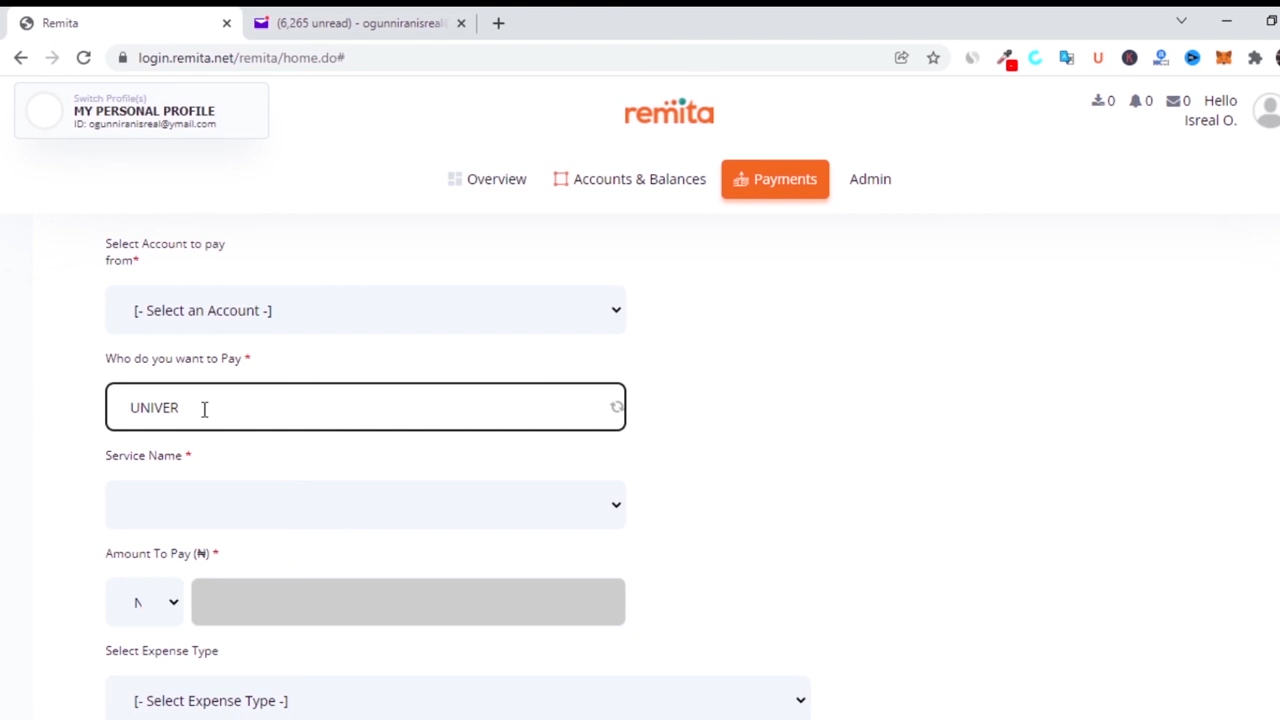 Remita
(6,265 unread) - ogunniranisreal
login.remita.net/remita/home.do#
Switch Profile(s)
MY PERSONAL PROFILE
ID: ogunniranisreal@ymail.com
remita
0 0 0 Hello
Isreal O.
Overview Accounts & Balances Payments Admin
Select Account to pay
from*
[- Select an Account -]
Who do you want to Pay *
UNIVER
Service Name *
Amount To Pay (₦) *
Select Expense Type
[- Select Expense Type -]